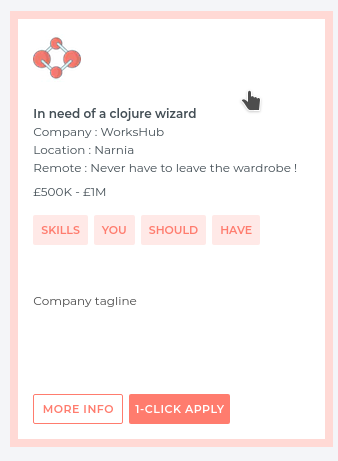 In need of a clojure wizard
Company : WorksHub
Location : Narnia
Remote : Never have to leave the wardrobe !
£500K - £1M
SKILLS YOU SHOULD HAVE
Company tagline
MORE INFO 1-CLICK APPLY